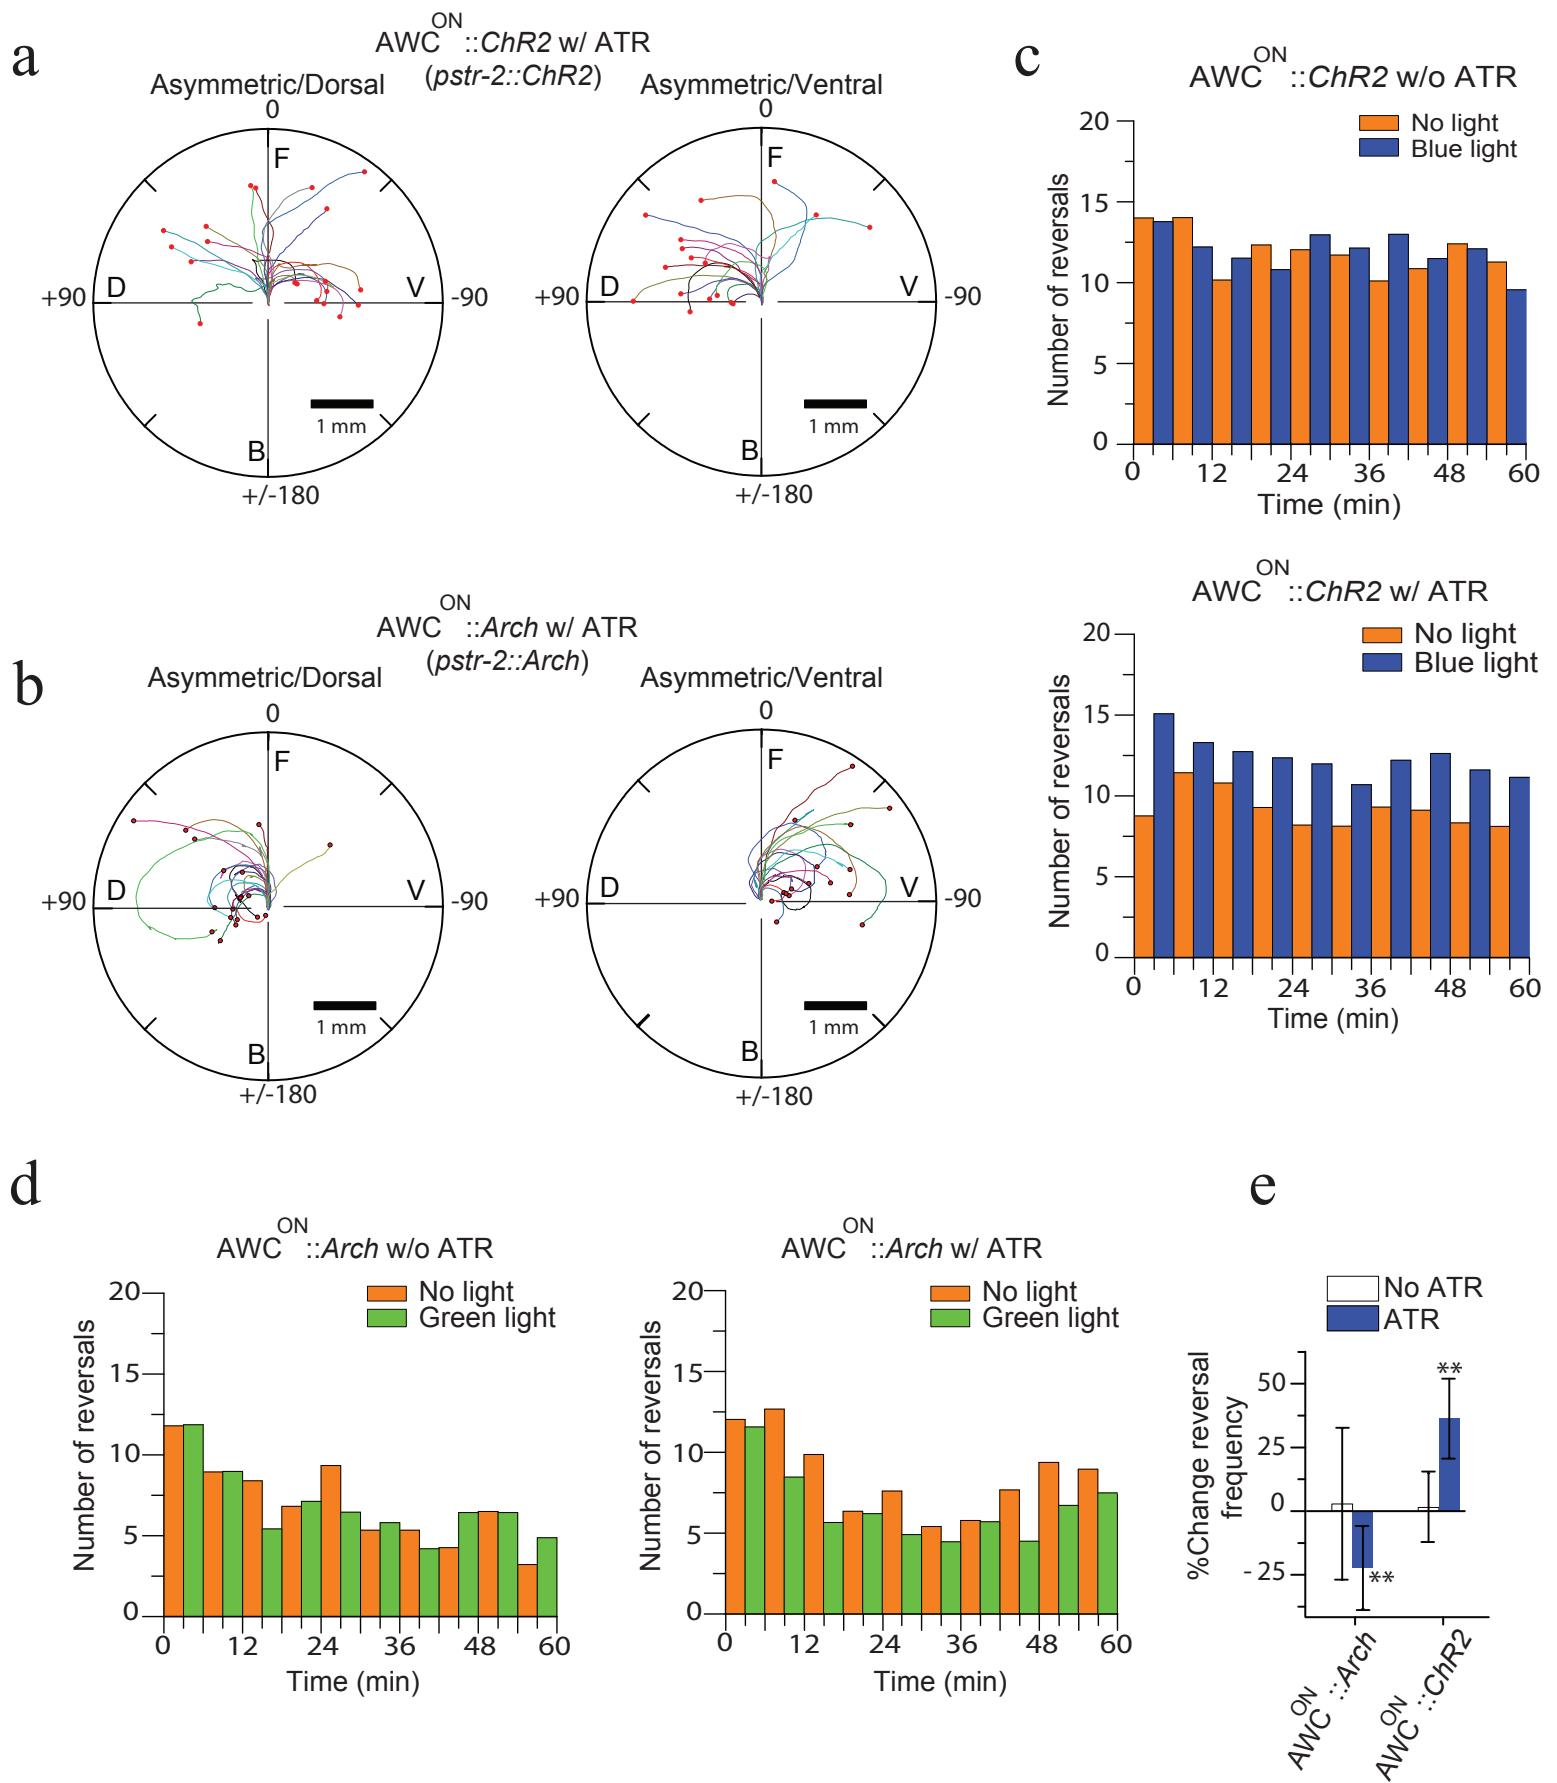 a
AWC ON ::ChR2 w/ ATR
(pstr-2::ChR2)
Asymmetric/Dorsal
0
F
+90 D V -90
1 mm
B
+/-180
Asymmetric/Ventral
0
F
+90 D V -90
1 mm
B
+/-180
b
AWC ON ::Arch w/ ATR
(pstr-2::Arch)
Asymmetric/Dorsal
0
F
+90 D V -90
1 mm
B
+/-180
Asymmetric/Ventral
0
F
+90 D V -90
1 mm
B
+/-180
c
AWC ON ::ChR2 w/o ATR
No light
Blue light
Number of reversals
20
15
10
5
0
0 12 24 36 48 60
Time (min)
AWC ON ::ChR2 w/ ATR
No light
Blue light
Number of reversals
20
15
10
5
0
0 12 24 36 48 60
Time (min)
d
AWC ON ::Arch w/o ATR
No light
Green light
Number of reversals
20
15
10
5
0
0 12 24 36 48 60
Time (min)
AWC ON ::Arch w/ ATR
No light
Green light
Number of reversals
20
15
10
5
0
0 12 24 36 48 60
Time (min)
e
No ATR
ATR
%Change reversal
frequency
50
25
0
-25
**
**
AWC ON ::Arch
AWC ON ::ChR2